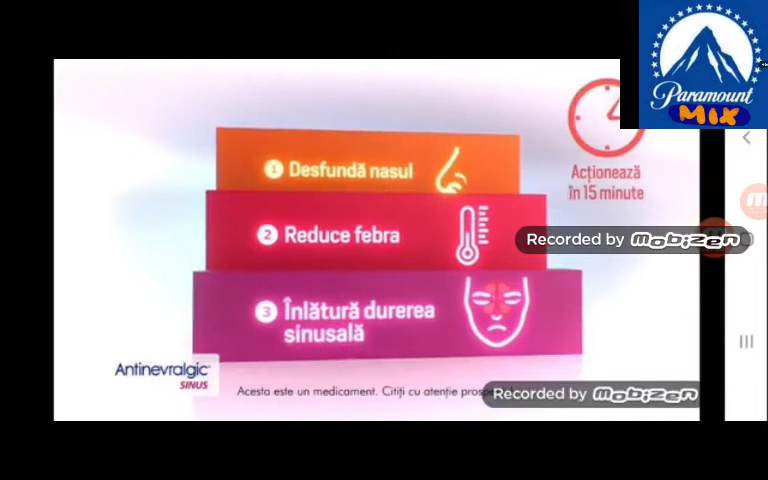 Paramount
MIX
1 Desfundă nasul
Acționează
în 15 minute
2 Reduce febra
Recorded by Mobizen
3 Înlătură durerea
sinusală
Antinevralgic
SINUS
Acesta este un medicament. Citiți cu atenție
Recorded by Mobizen